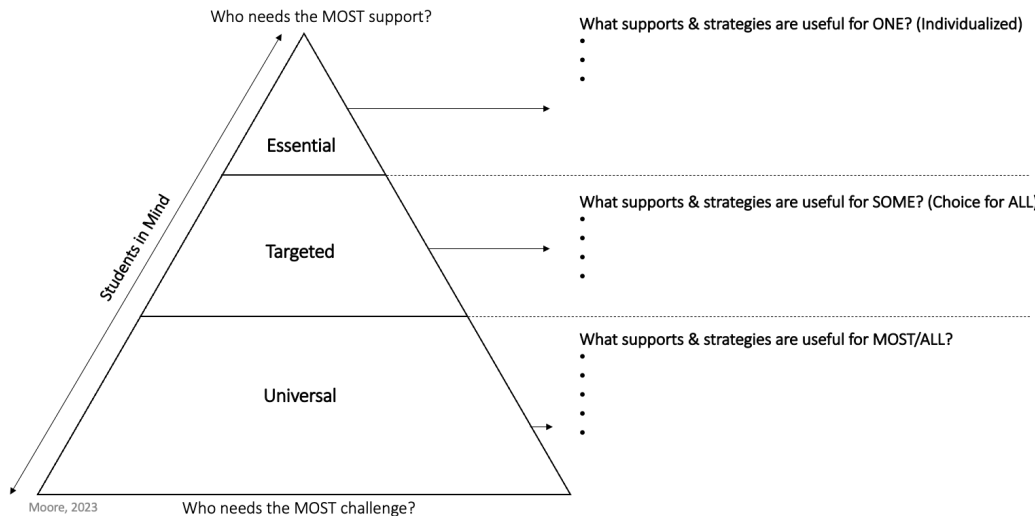 Who needs the MOST support?
What supports & strategies are useful for ONE? (Individualized)
•
•
•
Essential
What supports & strategies are useful for SOME? (Choice for ALL)
•
•
•
•
Students in Mind
Targeted
What supports & strategies are useful for MOST/ALL?
•
•
•
•
•
Universal
Moore, 2023
Who needs the MOST challenge?